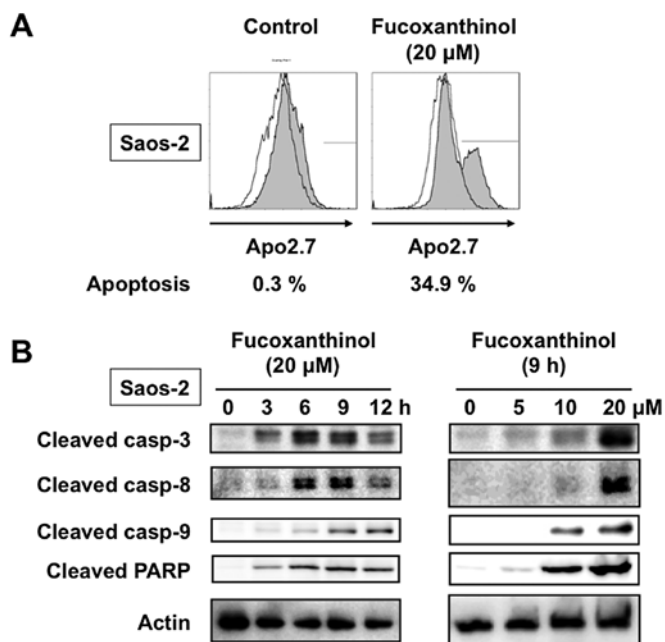 A
Control
Fucoxanthinol
(20 µM)
Saos-2
Apo2.7
Apo2.7
Apoptosis
0.3 %
34.9 %
B
Fucoxanthinol
(20 µM)
Fucoxanthinol
(9 h)
Saos-2
0 3 6 9 12 h
0 5 10 20 µM
Cleaved casp-3
Cleaved casp-8
Cleaved casp-9
Cleaved PARP
Actin